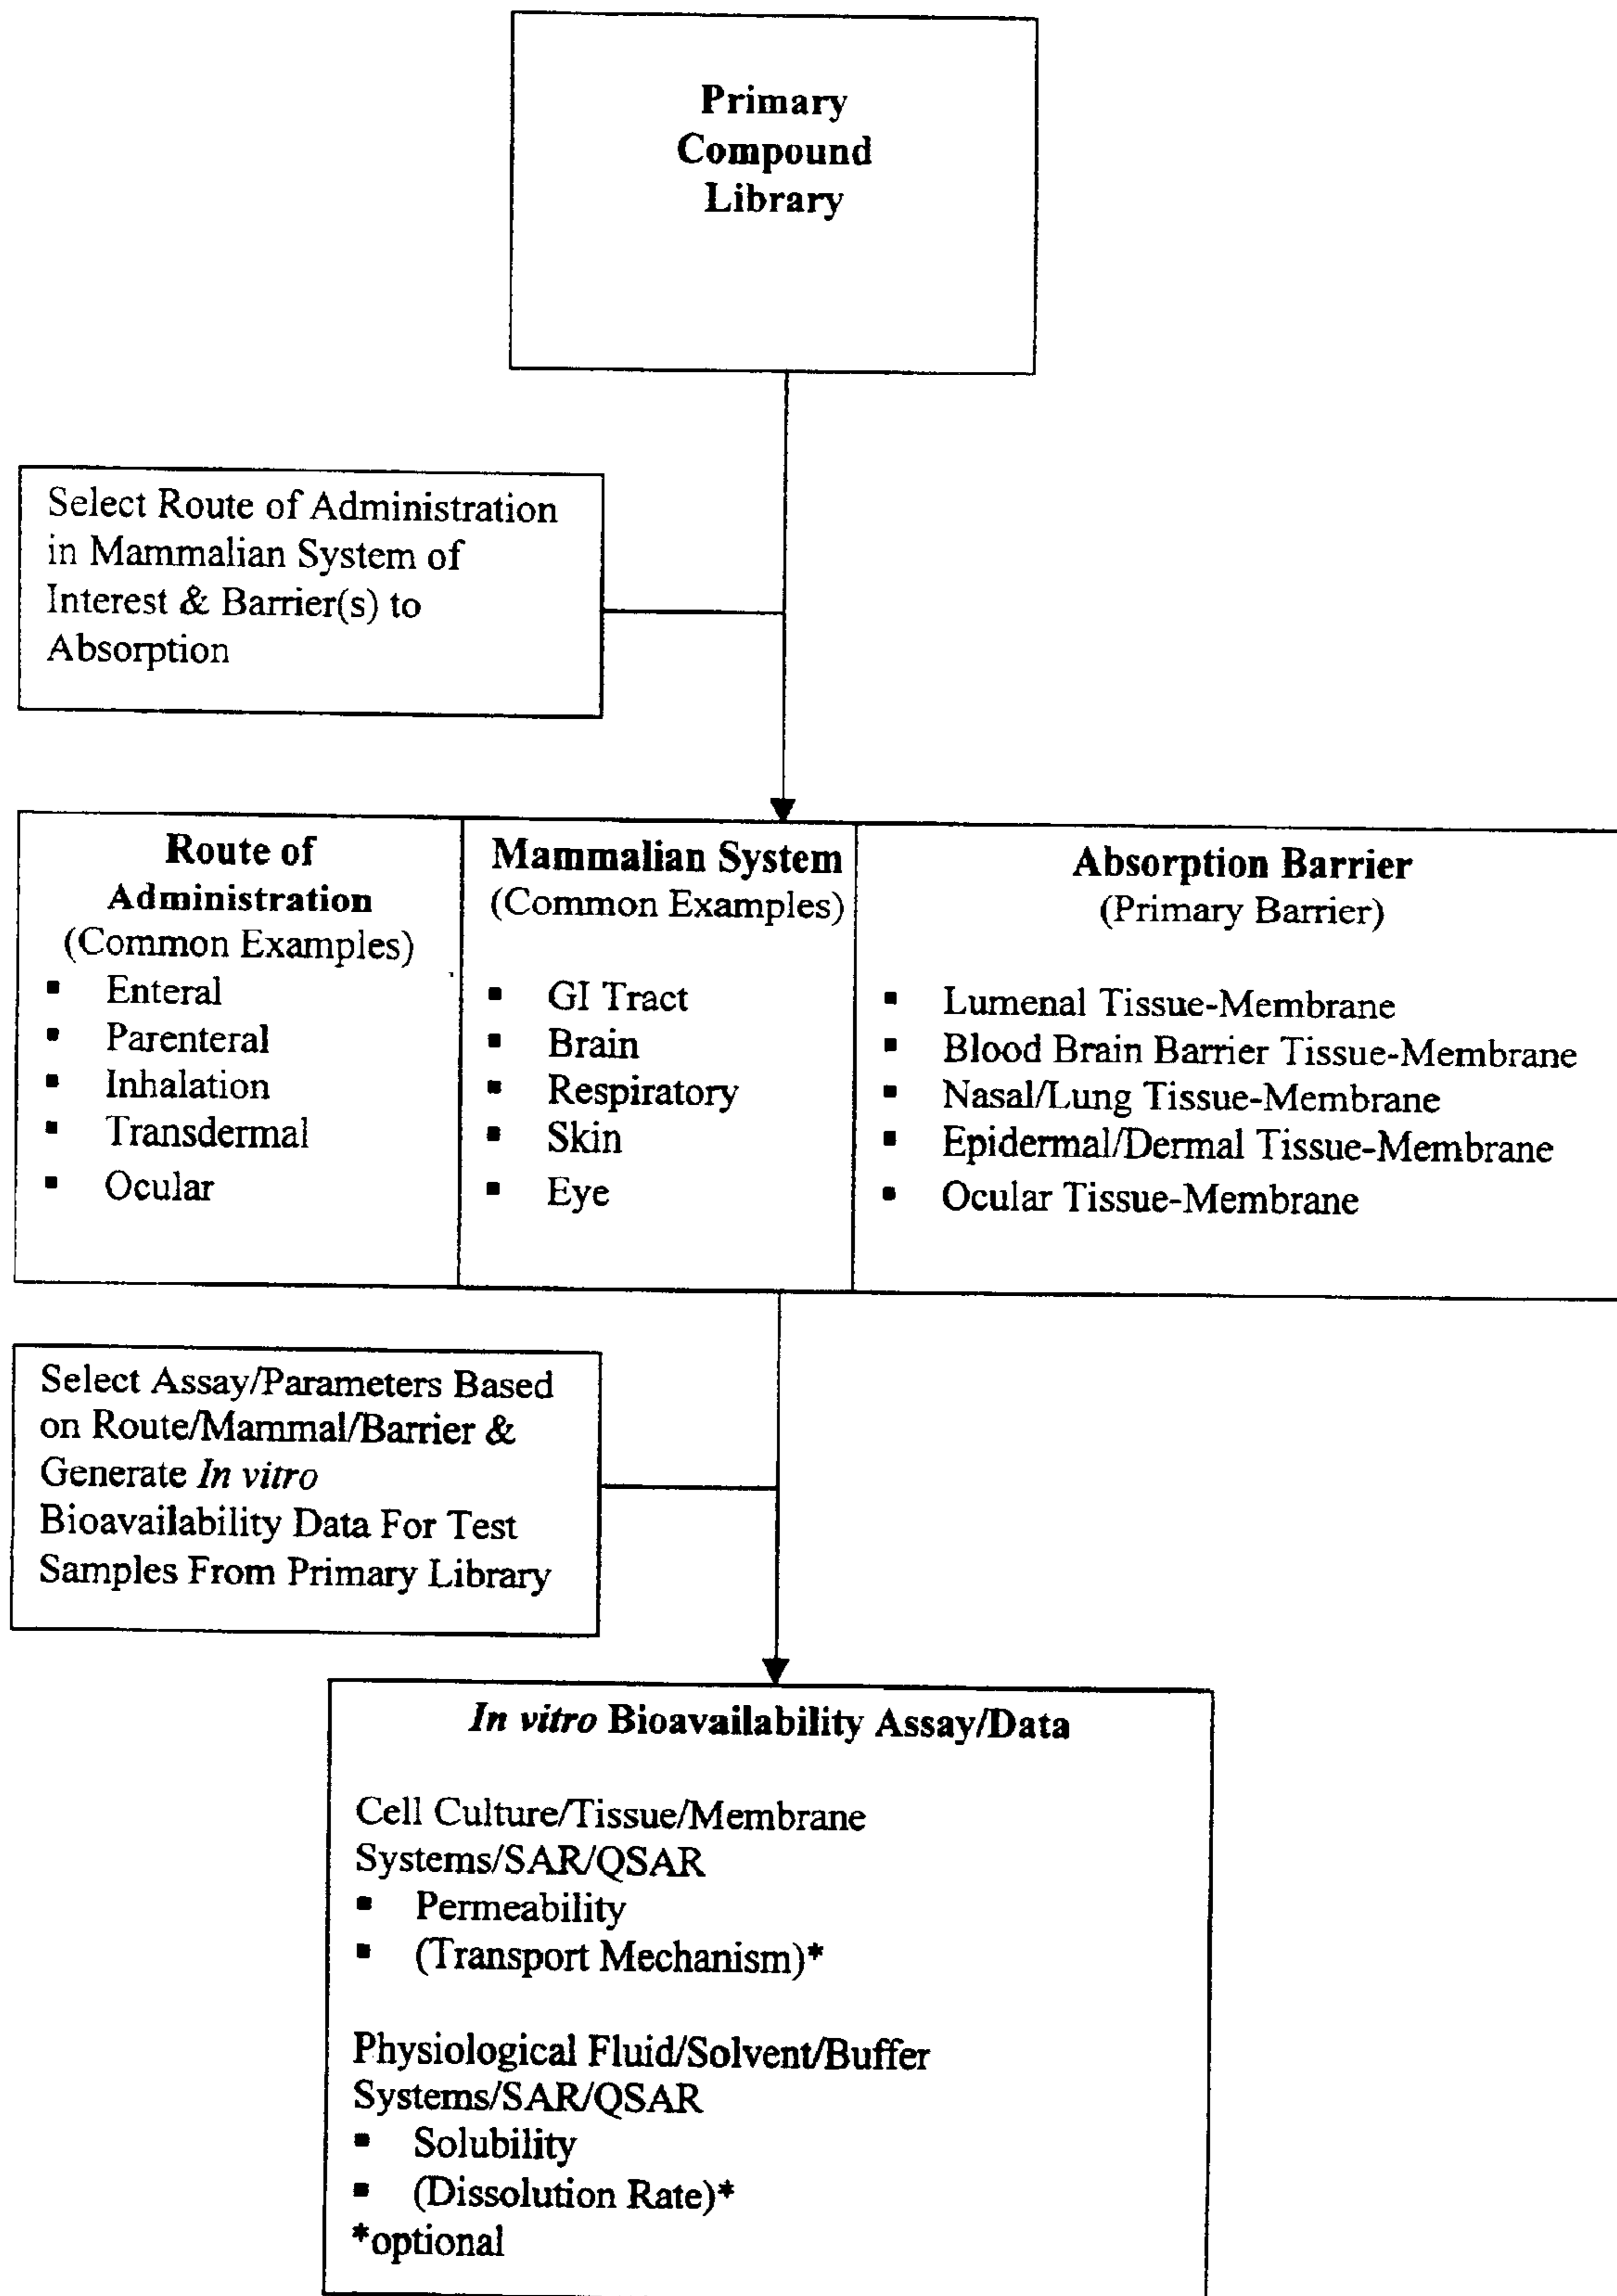 Primary
Compound
Library
Select Route of Administration
in Mammalian System of
Interest & Barrier(s) to
Absorption
Route of
Administration
(Common Examples)
▪ Enteral
▪ Parenteral
▪ Inhalation
▪ Transdermal
▪ Ocular
Mammalian System
(Common Examples)
▪ GI Tract
▪ Brain
▪ Respiratory
▪ Skin
▪ Eye
Absorption Barrier
(Primary Barrier)
▪ Lumenal Tissue-Membrane
▪ Blood Brain Barrier Tissue-Membrane
▪ Nasal/Lung Tissue-Membrane
▪ Epidermal/Dermal Tissue-Membrane
▪ Ocular Tissue-Membrane
Select Assay/Parameters Based
on Route/Mammal/Barrier &
Generate In vitro
Bioavailability Data For Test
Samples From Primary Library
In vitro Bioavailability Assay/Data
Cell Culture/Tissue/Membrane
Systems/SAR/QSAR
▪ Permeability
▪ (Transport Mechanism)*
Physiological Fluid/Solvent/Buffer
Systems/SAR/QSAR
▪ Solubility
▪ (Dissolution Rate)*
*optional